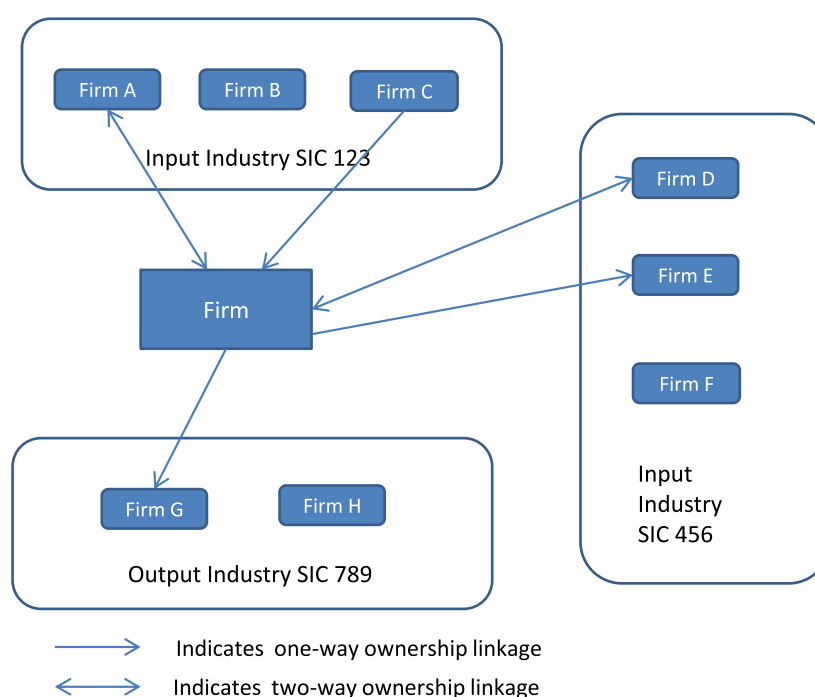 Firm A
Firm B
Firm C
Input Industry SIC 123
Firm D
Firm E
Firm F
Input
Industry
SIC 456
Firm
Firm G
Firm H
Output Industry SIC 789
Indicates one-way ownership linkage
Indicates two-way ownership linkage